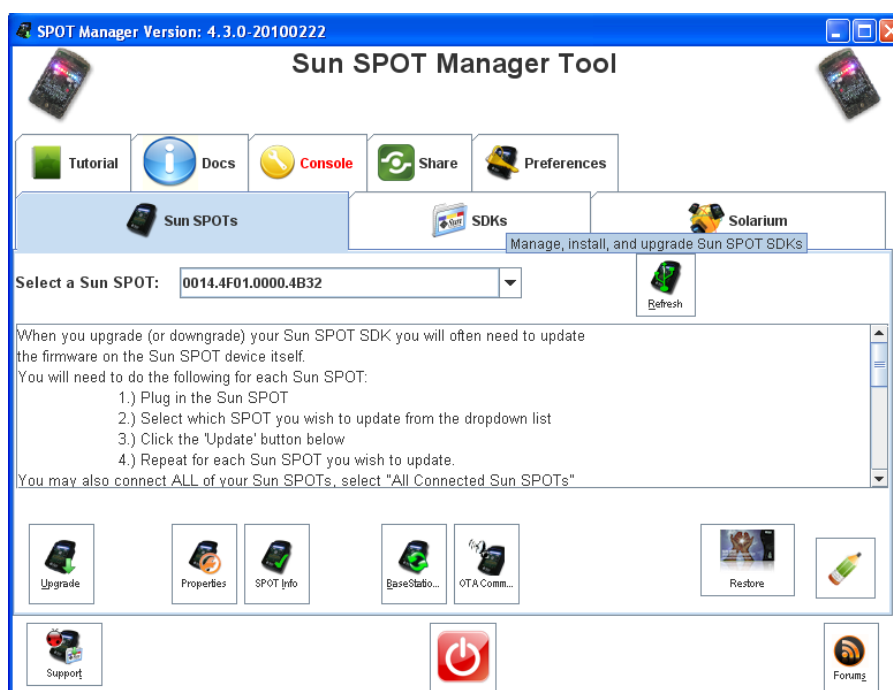 SPOT Manager Version: 4.3.0-20100222
Sun SPOT Manager Tool
Tutorial
Docs
Console
Share
Preferences
Sun SPOTs
SDKs
Solarium
Manage, install, and upgrade Sun SPOT SDKs
Select a Sun SPOT:
0014.4F01.0000.4B32
Refresh
When you upgrade (or downgrade) your Sun SPOT SDK you will often need to update
the firmware on the Sun SPOT device itself.
You will need to do the following for each Sun SPOT:
1.) Plug in the Sun SPOT
2.) Select which SPOT you wish to update from the dropdown list
3.) Click the 'Update' button below
4.) Repeat for each Sun SPOT you wish to update.
You may also connect ALL of your Sun SPOTs, select "All Connected Sun SPOTs"
Upgrade
Properties
SPOT Info
BaseStatio...
OTA Comm...
Restore
Support
Forums